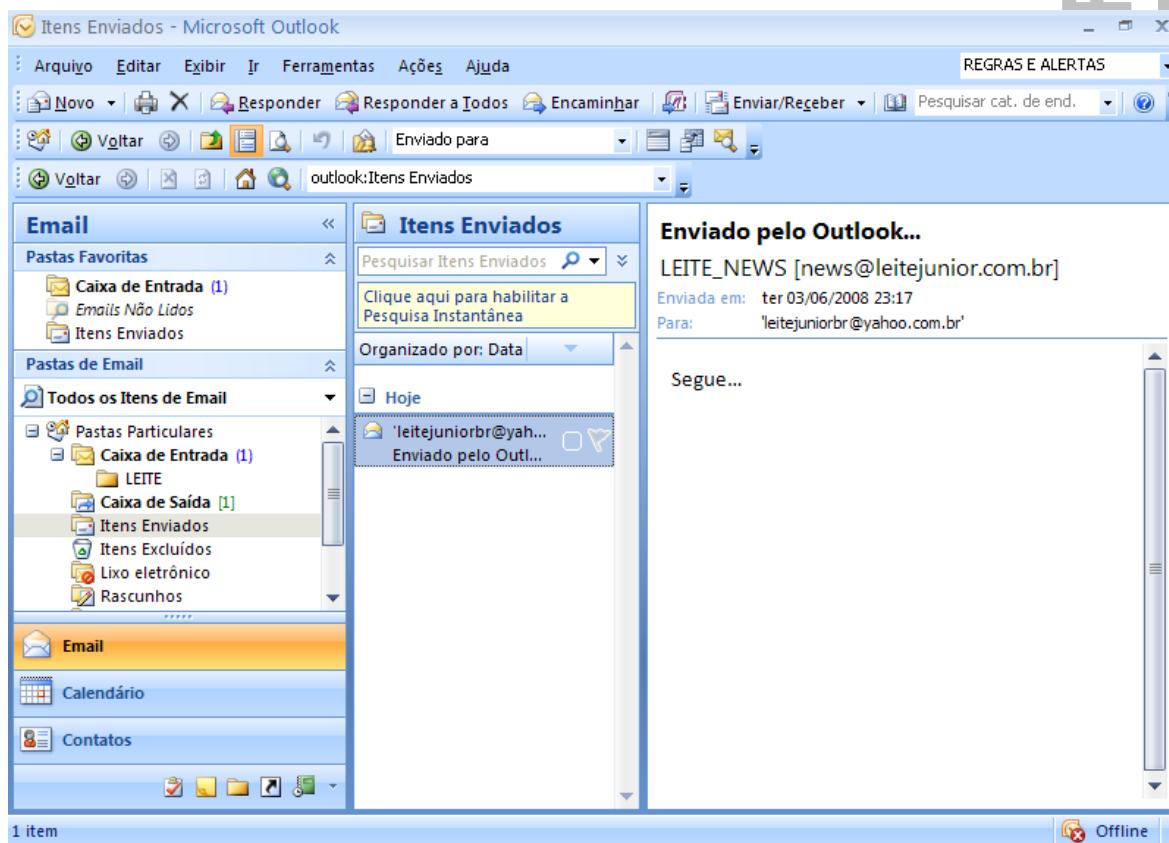 Itens Enviados - Microsoft Outlook
Arquivo Editar Exibir Ir Ferramentas Ações Ajuda REGRAS E ALERTAS
Novo Responder Responder a Todos Encaminhar Enviar/Receber Pesquisar cat. de end.
Voltar Enviado para
Voltar outlook:Itens Enviados
Email
Pastas Favoritas
Caixa de Entrada (1)
Emails Não Lidos
Itens Enviados
Pastas de Email
Todos os Itens de Email
Pastas Particulares
Caixa de Entrada (1)
LEITE
Caixa de Saída [1]
Itens Enviados
Itens Excluídos
Lixo eletrônico
Rascunhos
Email
Calendário
Contatos
Itens Enviados
Pesquisar Itens Enviados
Clique aqui para habilitar a
Pesquisa Instantânea
Organizado por: Data
Hoje
'leitejuniorbr@yah...
Enviado pelo Outl...
Enviado pelo Outlook...
LEITE_NEWS [news@leitejunior.com.br]
Enviada em: ter 03/06/2008 23:17
Para: 'leitejuniorbr@yahoo.com.br'
Segue...
1 item Offline